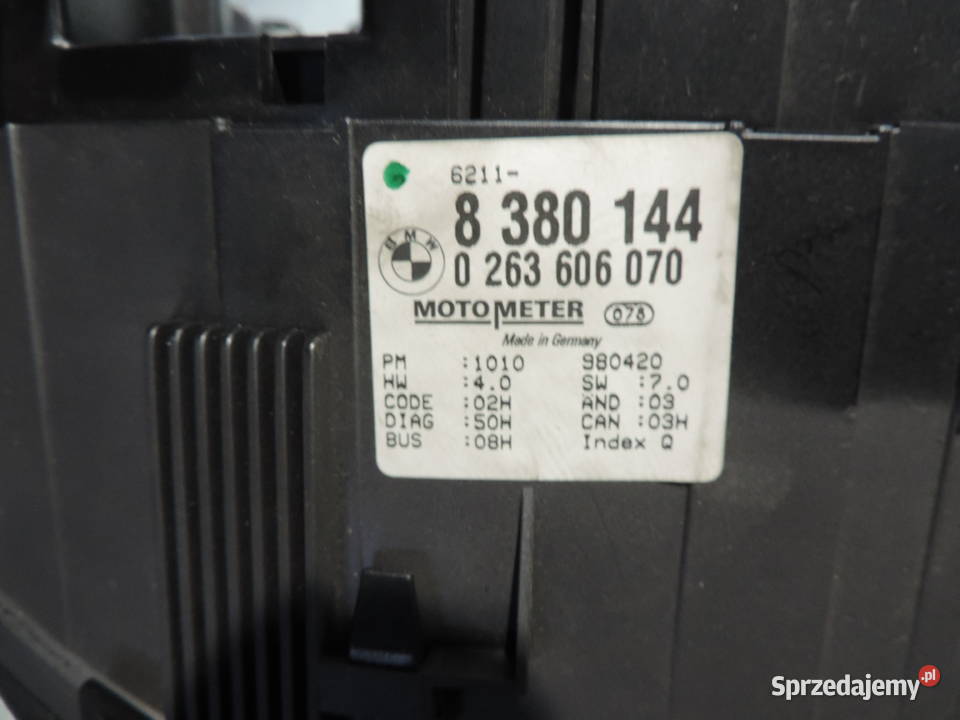 6211-
8 380 144
BMW
0 263 606 070
MOTOMETER 078
Made in Germany
PM :1010 980420
HW :4.0 SW :7.0
CODE :02H AND :03
DIAG :50H CAN :03H
BUS :08H Index Q
Sprzedajemy .pl